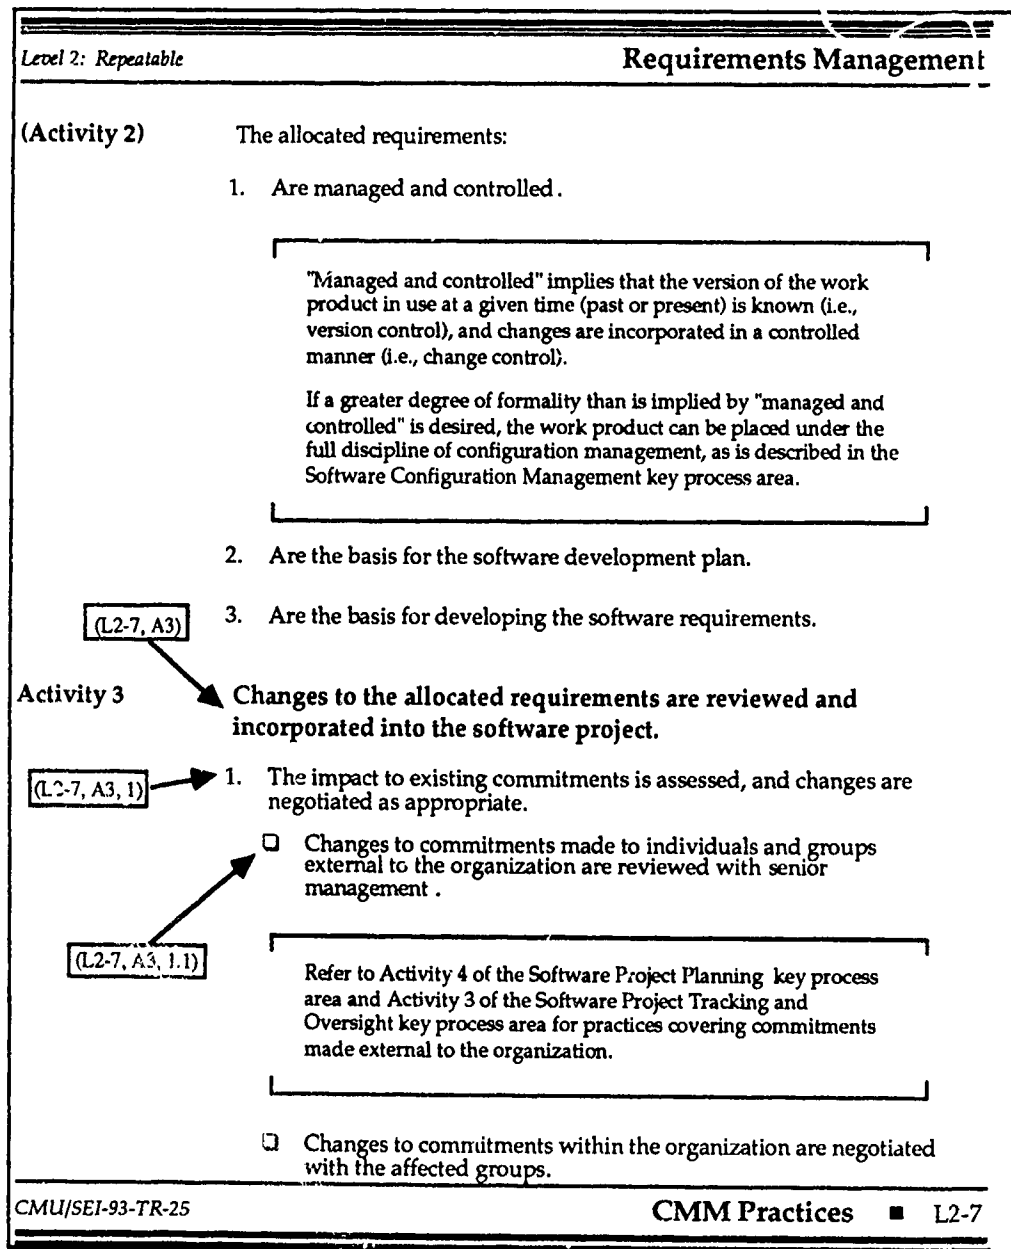 Level 2: Repeatable Requirements Management
(Activity 2) The allocated requirements:
1. Are managed and controlled.
"Managed and controlled" implies that the version of the work
product in use at a given time (past or present) is known (i.e.,
version control), and changes are incorporated in a controlled
manner (i.e., change control).
If a greater degree of formality than is implied by "managed and
controlled" is desired, the work product can be placed under the
full discipline of configuration management, as is described in the
Software Configuration Management key process area.
2. Are the basis for the software development plan.
(L2-7, A3) 3. Are the basis for developing the software requirements.
Activity 3 Changes to the allocated requirements are reviewed and
incorporated into the software project.
(L2-7, A3, 1) 1. The impact to existing commitments is assessed, and changes are
negotiated as appropriate.
❑ Changes to commitments made to individuals and groups
external to the organization are reviewed with senior
management .
(L2-7, A3, 1.1)
Refer to Activity 4 of the Software Project Planning key process
area and Activity 3 of the Software Project Tracking and
Oversight key process area for practices covering commitments
made external to the organization.
❑ Changes to commitments within the organization are negotiated
with the affected groups.
CMU/SEI-93-TR-25 CMM Practices ■ L2-7